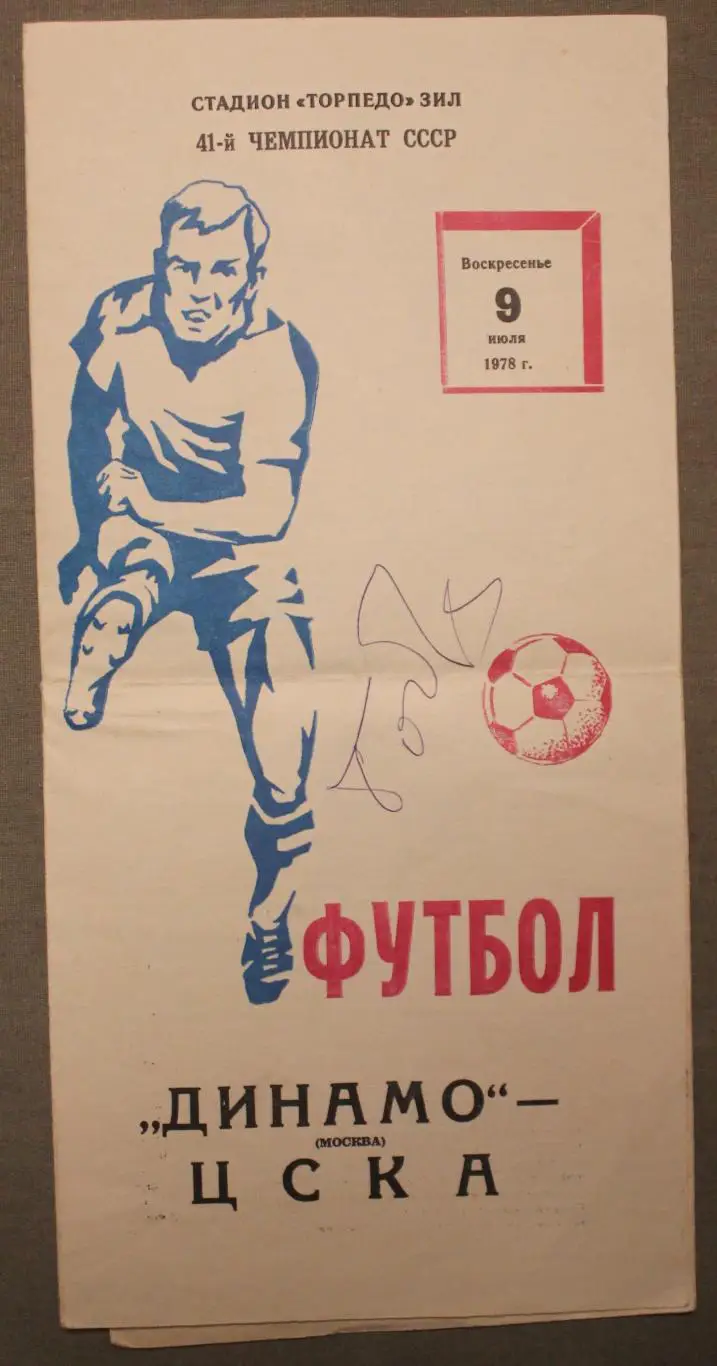 СТАДИОН «ТОРПЕДО» ЗИЛ
41-й ЧЕМПИОНАТ СССР
Воскресенье
9
июля
1978 г.
ФУТБОЛ
„ДИНАМО“ —
(МОСКВА)
ЦСКА